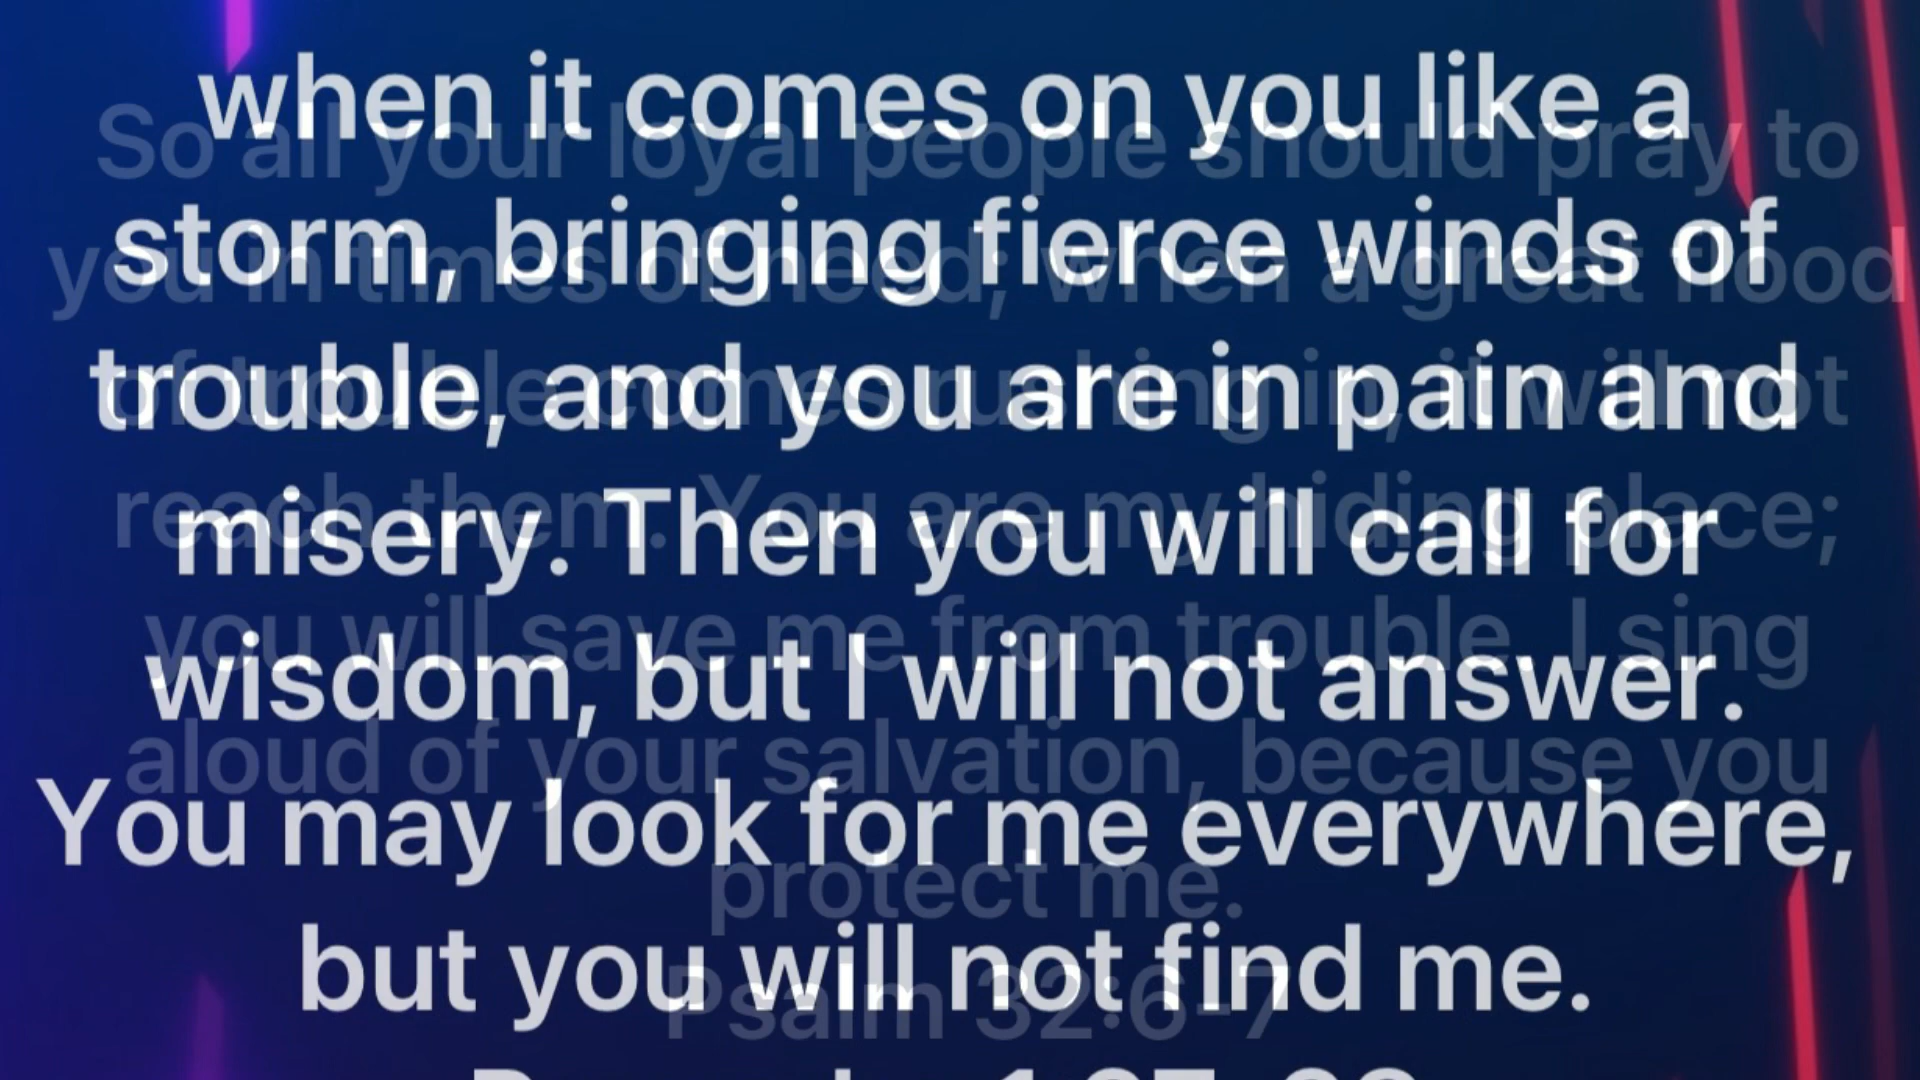 when it comes on you like a
storm, bringing fierce winds of
trouble, and you are in pain and
misery. Then you will call for
wisdom, but I will not answer.
You may look for me everywhere,
but you will not find me.
So all your loyal people should pray to
you in times of need; when a great flood
of trouble comes rushing in, it will not
reach them. You are my hiding place;
you will save me from trouble. I sing
aloud of your salvation, because you
protect me.
Psalm 32:6-7